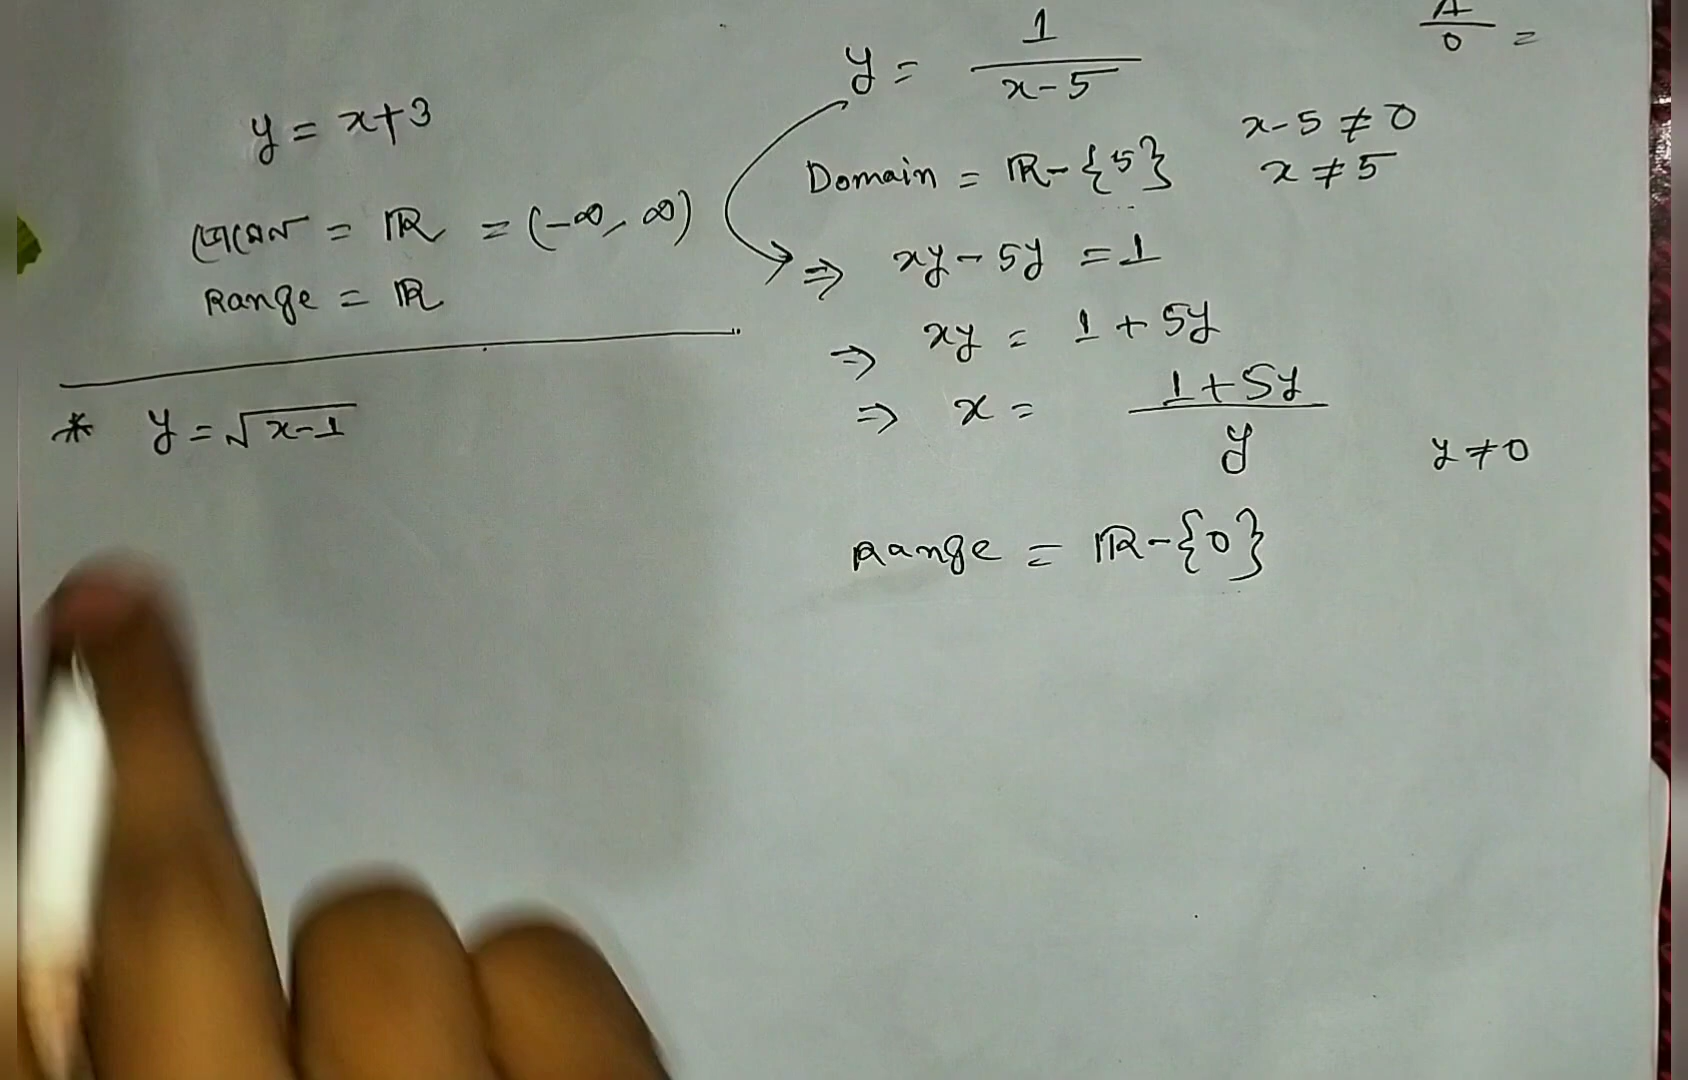 y = x+3
ডোমেন = ℝ = (-∞, ∞)
Range = ℝ
* y = √(x-1)
y = 1/(x-5)
Domain = ℝ-{5}
x-5 ≠ 0
x ≠ 5
⇒ xy - 5y = 1
⇒ xy = 1 + 5y
⇒ x = (1+5y)/y
y ≠ 0
Range = ℝ-{0}